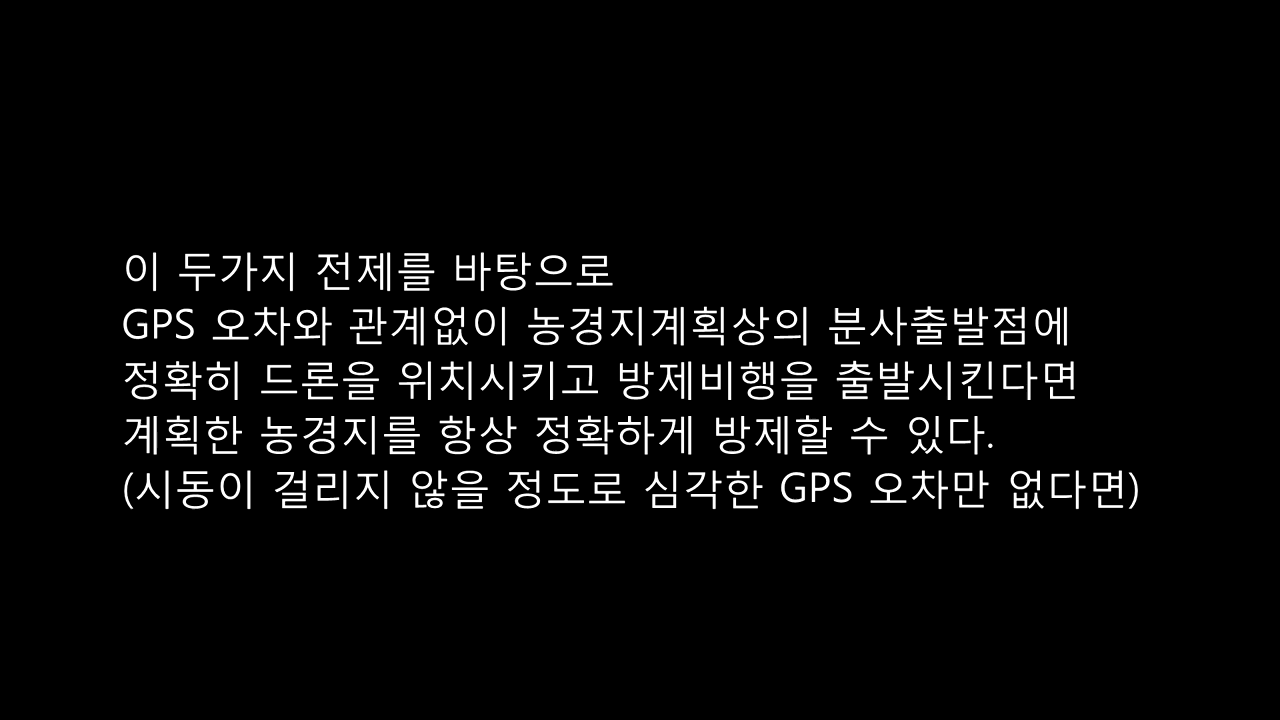 이 두가지 전제를 바탕으로
GPS 오차와 관계없이 농경지계획상의 분사출발점에
정확히 드론을 위치시키고 방제비행을 출발시킨다면
계획한 농경지를 항상 정확하게 방제할 수 있다.
(시동이 걸리지 않을 정도로 심각한 GPS 오차만 없다면)